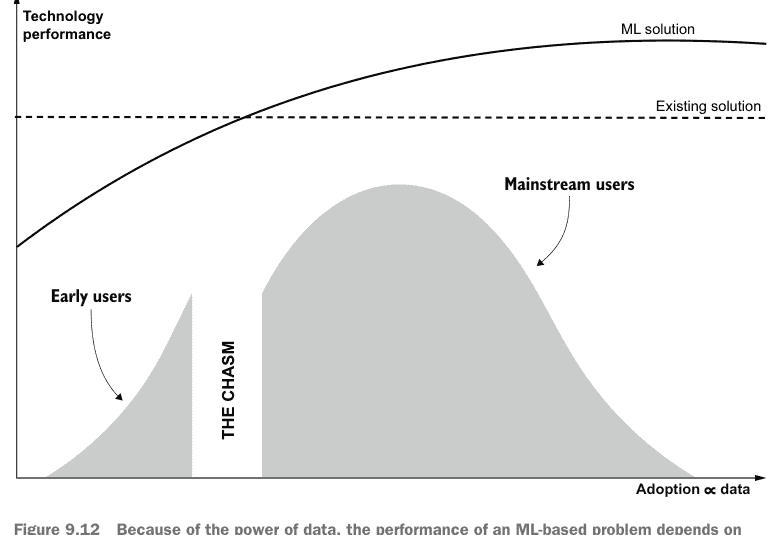 Technology
performance
ML solution
Existing solution
Mainstream users
Early users
THE CHASM
Adoption ∝ data
Figure 9.12 Because of the power of data, the performance of an ML-based problem depends on